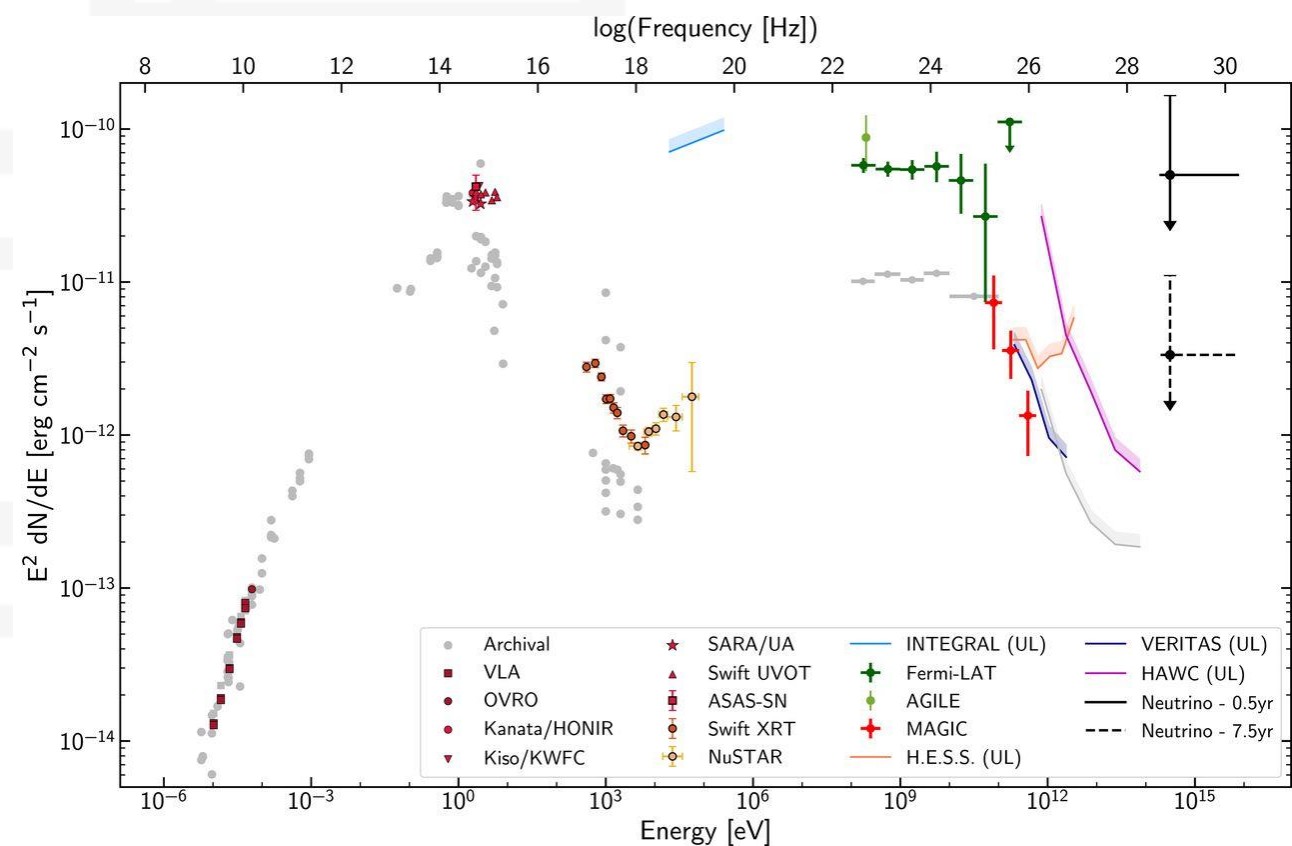 log(Frequency [Hz])
8 10 12 14 16 18 20 22 24 26 28 30
E² dN/dE [erg cm⁻² s⁻¹]
10⁻¹⁰
10⁻¹¹
10⁻¹²
10⁻¹³
10⁻¹⁴
Archival
VLA
OVRO
Kanata/HONIR
Kiso/KWFC
SARA/UA
Swift UVOT
ASAS-SN
Swift XRT
NuSTAR
INTEGRAL (UL)
Fermi-LAT
AGILE
MAGIC
H.E.S.S. (UL)
VERITAS (UL)
HAWC (UL)
Neutrino - 0.5yr
Neutrino - 7.5yr
10⁻⁶ 10⁻³ 10⁰ 10³ 10⁶ 10⁹ 10¹² 10¹⁵
Energy [eV]